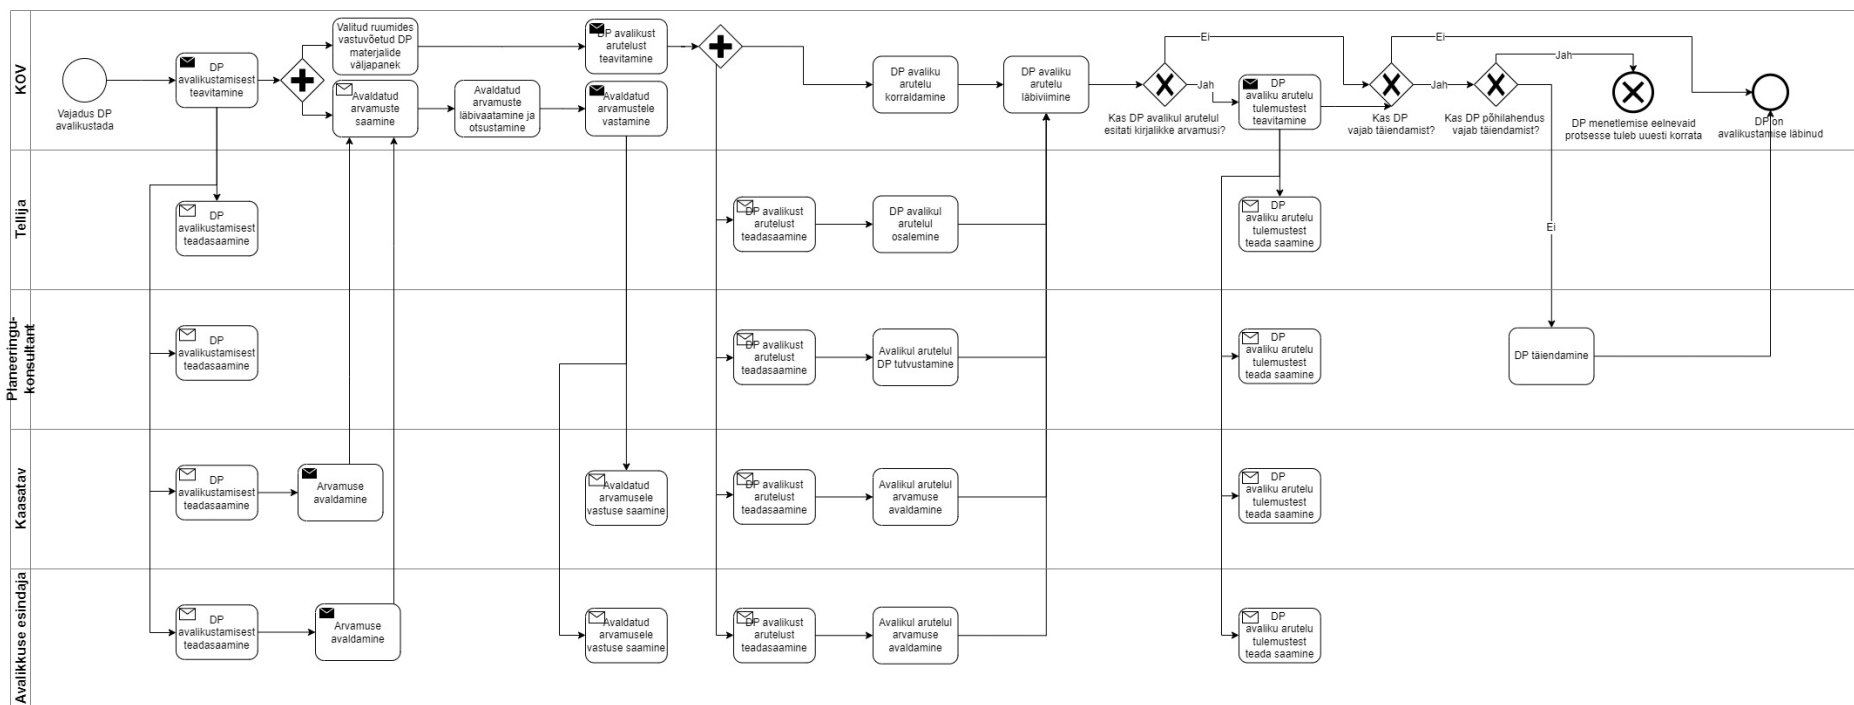 KOV
Vajadus DP
avalikustada
DP
avalikustamisest
teavitamine
Valitud ruumides
vastuvõetud DP
materjalide
väljapanek
Avaldatud
arvamuste
saamine
Avaldatud
arvamuste
läbivaatamine ja
otsustamine
DP avalikust
arutelust
teavitamine
Avaldatud
arvamustele
vastamine
DP avaliku
arutelu
korraldamine
DP avaliku
arutelu
läbiviimine
Kas DP avalikul arutelul
esitati kirjalikke arvamusi?
Ei
Jah
DP
avaliku arutelu
tulemustest
teavitamine
Kas DP
vajab täiendamist?
Ei
Jah
Kas DP põhilahendus
vajab täiendamist?
Jah
Ei
DP menetlemise eelnevaid
protsesse tuleb uuesti korrata
DP on
avalikustamise läbinud
Tellija
DP
avalikustamisest
teadasaamine
DP avalikust
arutelust
teadasaamine
DP avalikul
arutelul
osalemine
DP
avaliku arutelu
tulemustest
teada saamine
Planeeringu-
konsultant
DP
avalikustamisest
teadasaamine
DP avalikust
arutelust
teadasaamine
Avalikul arutelul
DP tutvustamine
DP
avaliku arutelu
tulemustest
teada saamine
DP täiendamine
Kaasatav
DP
avalikustamisest
teadasaamine
Arvamuse
avaldamine
Avaldatud
arvamusele
vastuse saamine
DP avalikust
arutelust
teadasaamine
Avalikul arutelul
arvamuse
avaldamine
DP
avaliku arutelu
tulemustest
teada saamine
Avalikkuse esindaja
DP
avalikustamisest
teadasaamine
Arvamuse
avaldamine
Avaldatud
arvamusele
vastuse saamine
DP avalikust
arutelust
teadasaamine
Avalikul arutelul
arvamuse
avaldamine
DP
avaliku arutelu
tulemustest
teada saamine